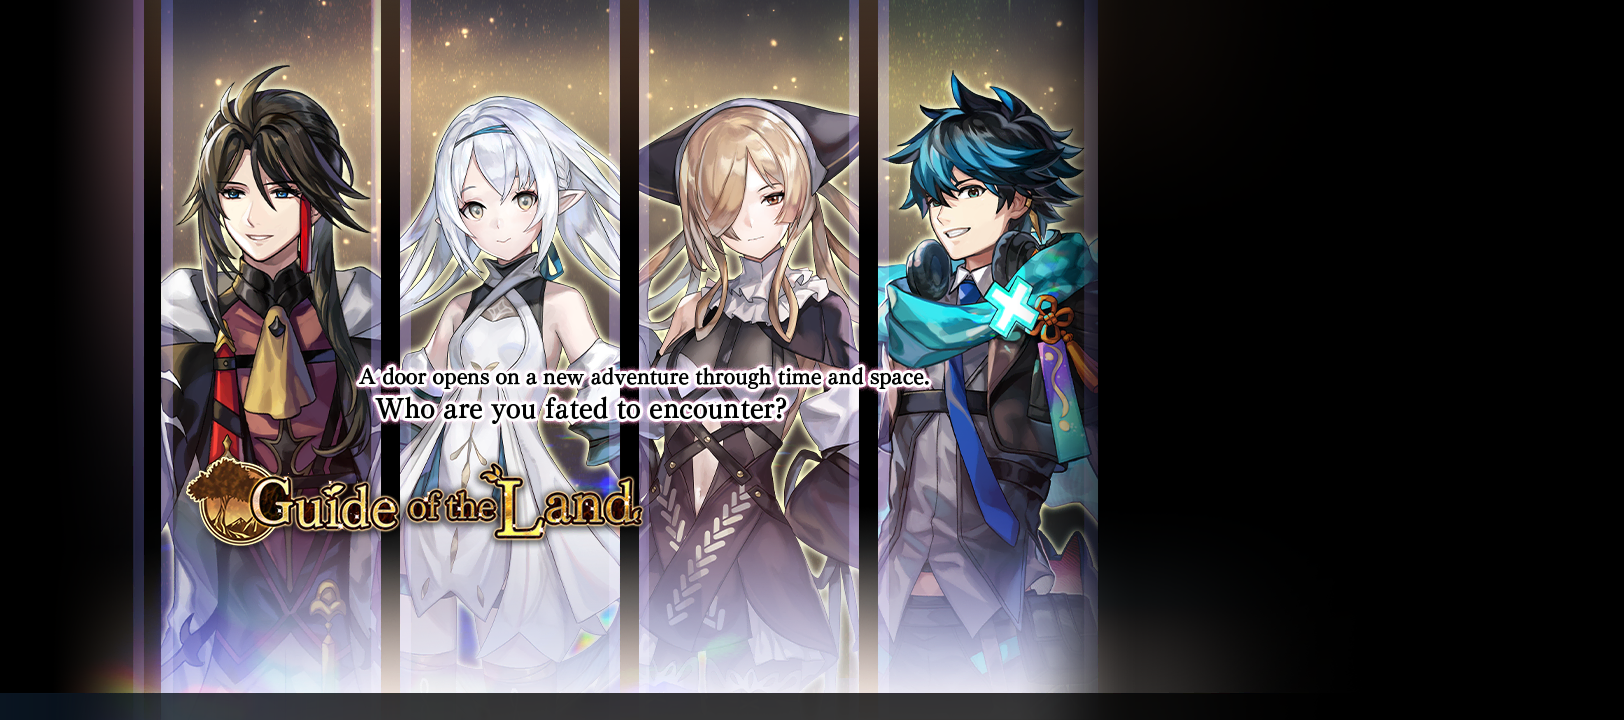 A door opens on a new adventure through time and space.
Who are you fated to encounter?
Guide of the Land